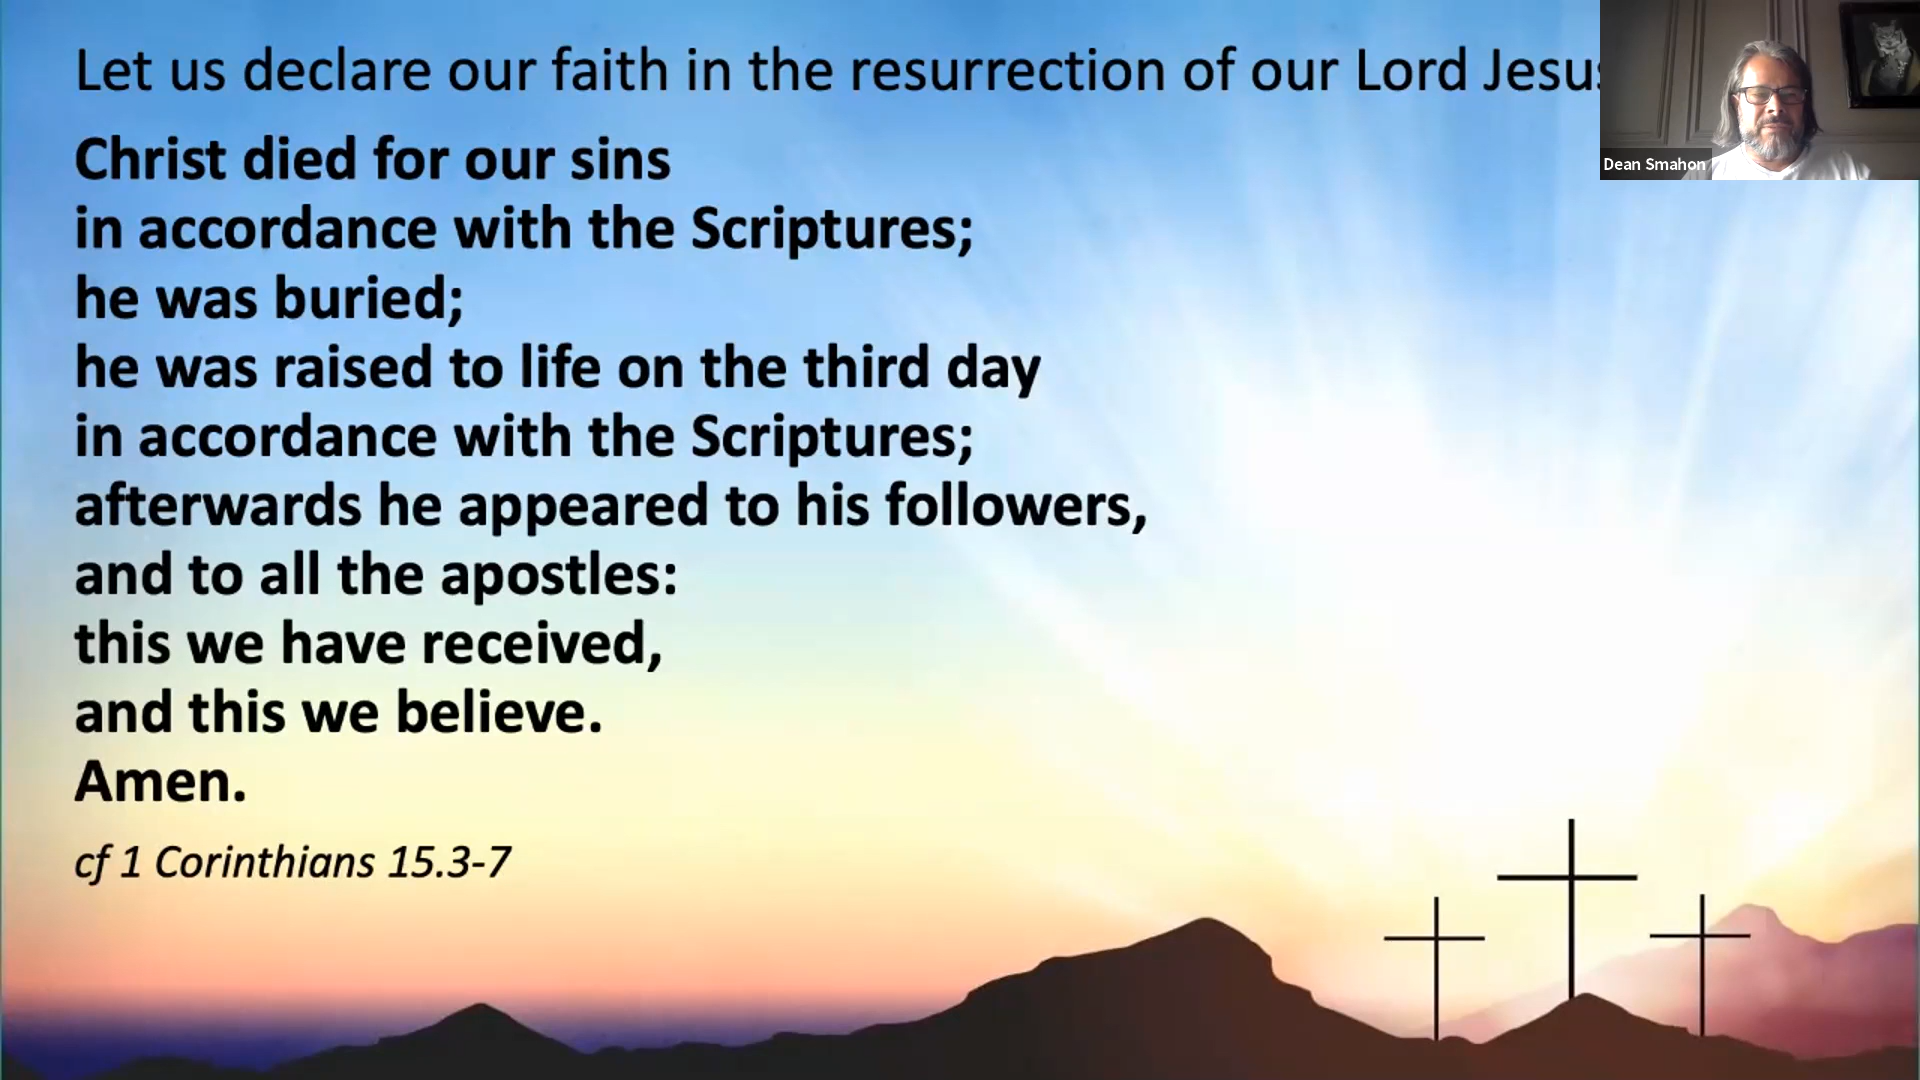 Let us declare our faith in the resurrection of our Lord Jesus
Christ died for our sins
in accordance with the Scriptures;
he was buried;
he was raised to life on the third day
in accordance with the Scriptures;
afterwards he appeared to his followers,
and to all the apostles:
this we have received,
and this we believe.
Amen.
cf 1 Corinthians 15.3-7
Dean Smahon